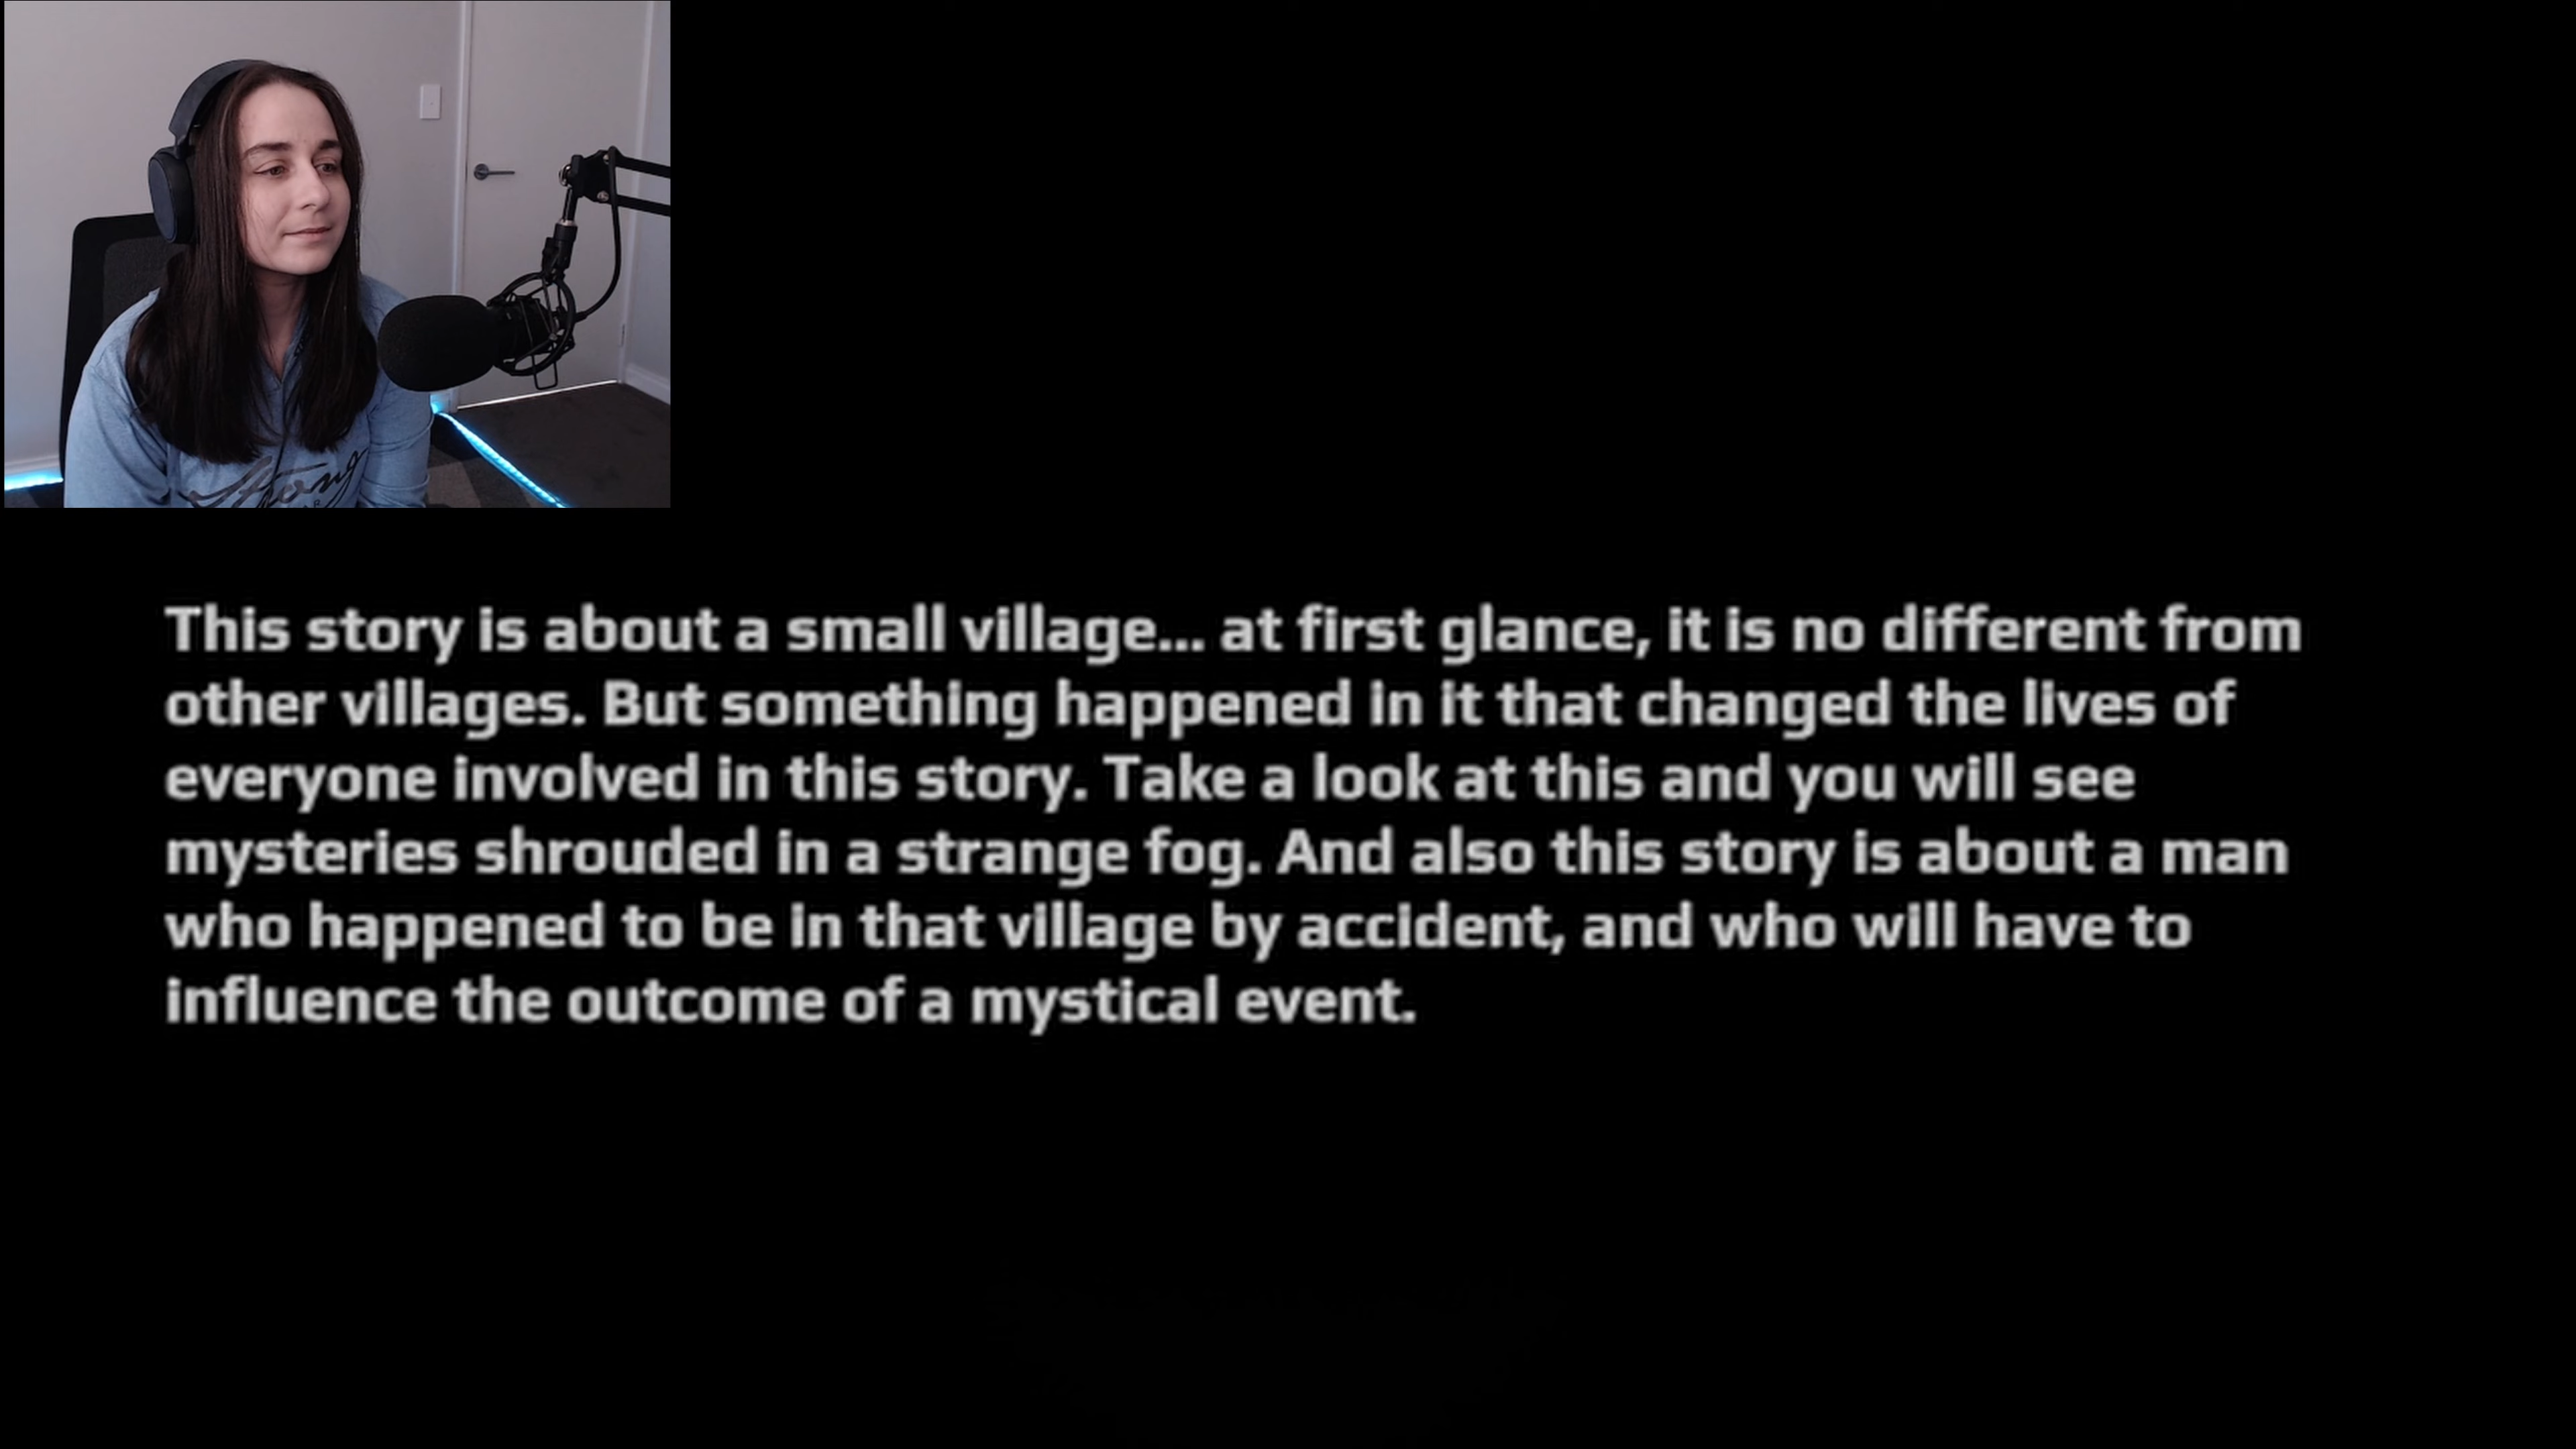 Strong
This story is about a small village... at first glance, it is no different from
other villages. But something happened in it that changed the lives of
everyone involved in this story. Take a look at this and you will see
mysteries shrouded in a strange fog. And also this story is about a man
who happened to be in that village by accident, and who will have to
influence the outcome of a mystical event.